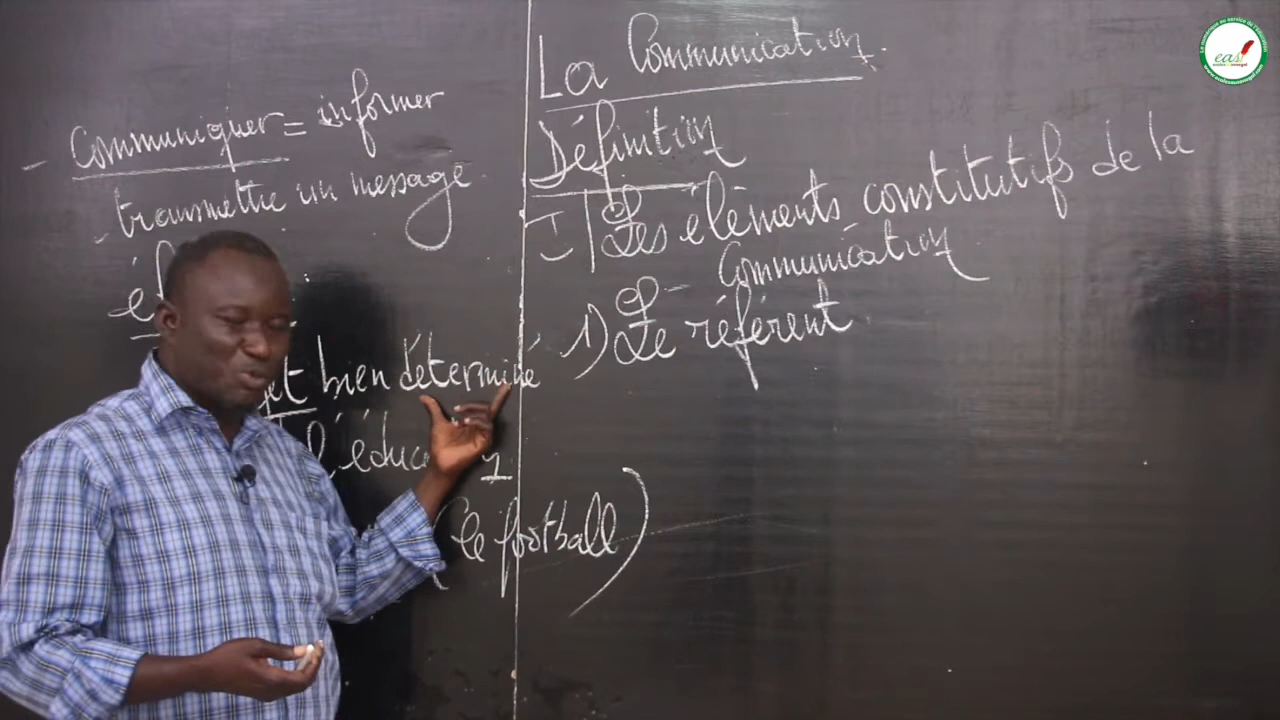 - Communiquer = informer
- transmettre un message
bien déterminé
(le football)
La Communication.
Définition
I) Les éléments constitutifs de la
Communication
1) Le référent
eas